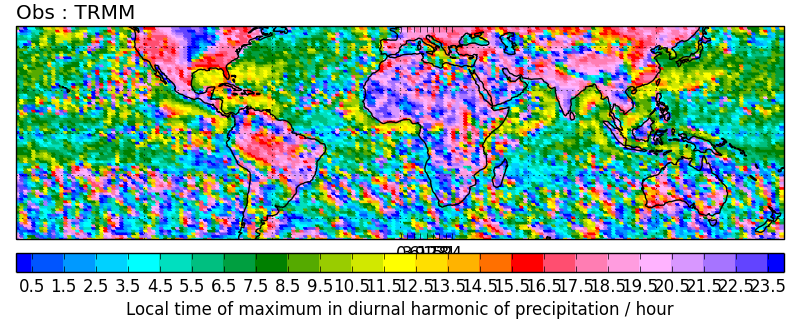 Obs : TRMM
0.5 1.5 2.5 3.5 4.5 5.5 6.5 7.5 8.5 9.5 10.5 11.5 12.5 13.5 14.5 15.5 16.5 17.5 18.5 19.5 20.5 21.5 22.5 23.5
Local time of maximum in diurnal harmonic of precipitation / hour